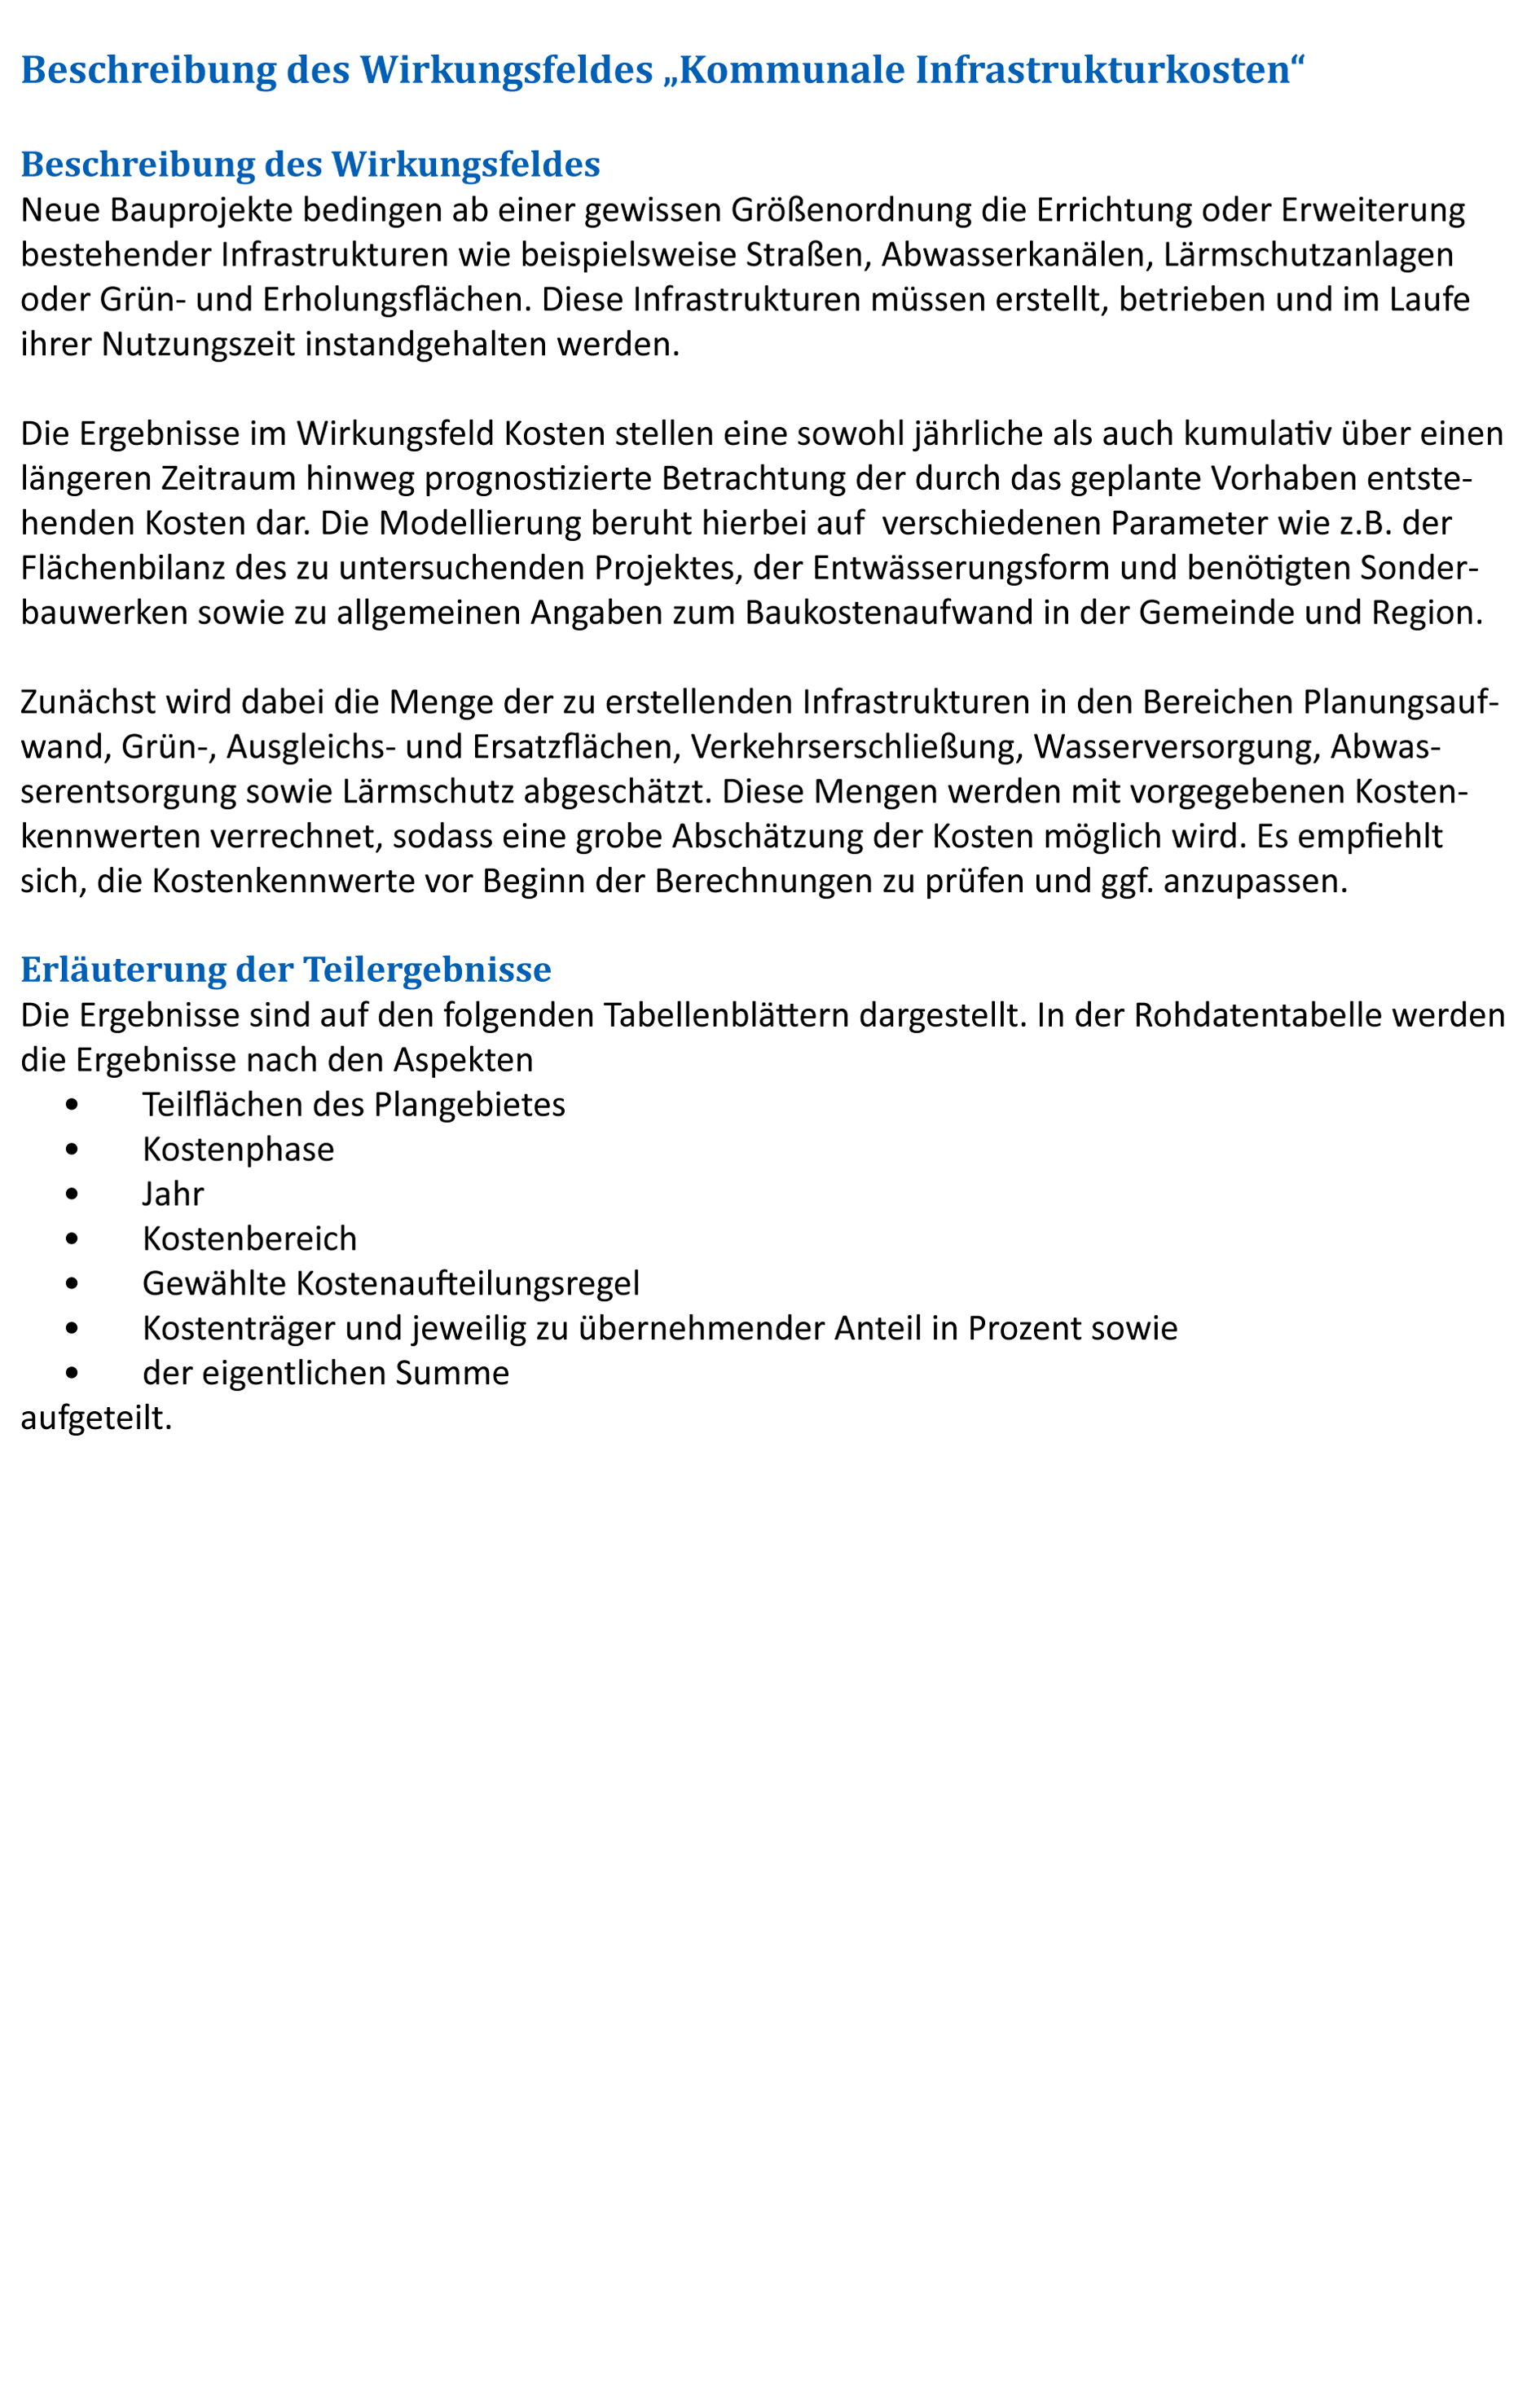 Beschreibung des Wirkungsfeldes „Kommunale Infrastrukturkosten“
Beschreibung des Wirkungsfeldes
Neue Bauprojekte bedingen ab einer gewissen Größenordnung die Errichtung oder Erweiterung
bestehender Infrastrukturen wie beispielsweise Straßen, Abwasserkanälen, Lärmschutzanlagen
oder Grün- und Erholungsflächen. Diese Infrastrukturen müssen erstellt, betrieben und im Laufe
ihrer Nutzungszeit instandgehalten werden.
Die Ergebnisse im Wirkungsfeld Kosten stellen eine sowohl jährliche als auch kumulativ über einen
längeren Zeitraum hinweg prognostizierte Betrachtung der durch das geplante Vorhaben entste-
henden Kosten dar. Die Modellierung beruht hierbei auf  verschiedenen Parameter wie z.B. der
Flächenbilanz des zu untersuchenden Projektes, der Entwässerungsform und benötigten Sonder-
bauwerken sowie zu allgemeinen Angaben zum Baukostenaufwand in der Gemeinde und Region.
Zunächst wird dabei die Menge der zu erstellenden Infrastrukturen in den Bereichen Planungsauf-
wand, Grün-, Ausgleichs- und Ersatzflächen, Verkehrserschließung, Wasserversorgung, Abwas-
serentsorgung sowie Lärmschutz abgeschätzt. Diese Mengen werden mit vorgegebenen Kosten-
kennwerten verrechnet, sodass eine grobe Abschätzung der Kosten möglich wird. Es empfiehlt
sich, die Kostenkennwerte vor Beginn der Berechnungen zu prüfen und ggf. anzupassen.
Erläuterung der Teilergebnisse
Die Ergebnisse sind auf den folgenden Tabellenblättern dargestellt. In der Rohdatentabelle werden
die Ergebnisse nach den Aspekten
• Teilflächen des Plangebietes
• Kostenphase
• Jahr
• Kostenbereich
• Gewählte Kostenaufteilungsregel
• Kostenträger und jeweilig zu übernehmender Anteil in Prozent sowie
• der eigentlichen Summe
aufgeteilt.